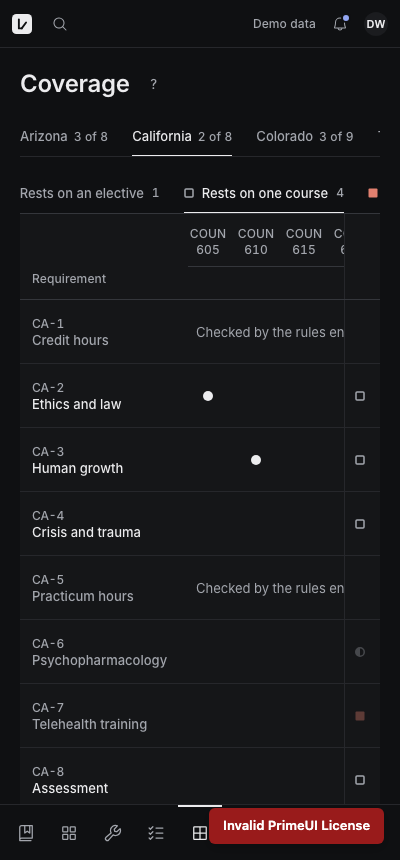 Demo data
DW
Coverage ?
Arizona 3 of 8 California 2 of 8 Colorado 3 of 9
Rests on an elective 1 Rests on one course 4
COUN COUN COUN
605 610 615
Requirement
CA-1
Credit hours
Checked by the rules en
CA-2
Ethics and law
CA-3
Human growth
CA-4
Crisis and trauma
CA-5
Practicum hours
Checked by the rules en
CA-6
Psychopharmacology
CA-7
Telehealth training
CA-8
Assessment
Invalid PrimeUI License